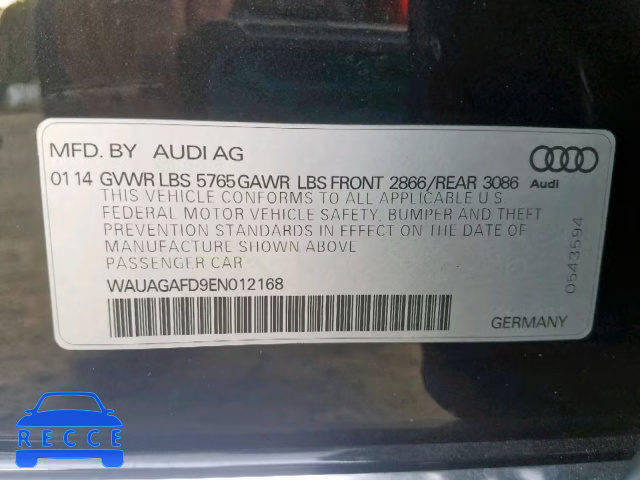 MFD. BY AUDI AG
01 14 GVWR LBS 5765 GAWR LBS FRONT 2866/REAR 3086
Audi
THIS VEHICLE CONFORMS TO ALL APPLICABLE U.S.
FEDERAL MOTOR VEHICLE SAFETY, BUMPER AND THEFT
PREVENTION STANDARDS IN EFFECT ON THE DATE OF
MANUFACTURE SHOWN ABOVE
PASSENGER CAR
WAUAGAFD9EN012168
0543594
GERMANY
RECCE